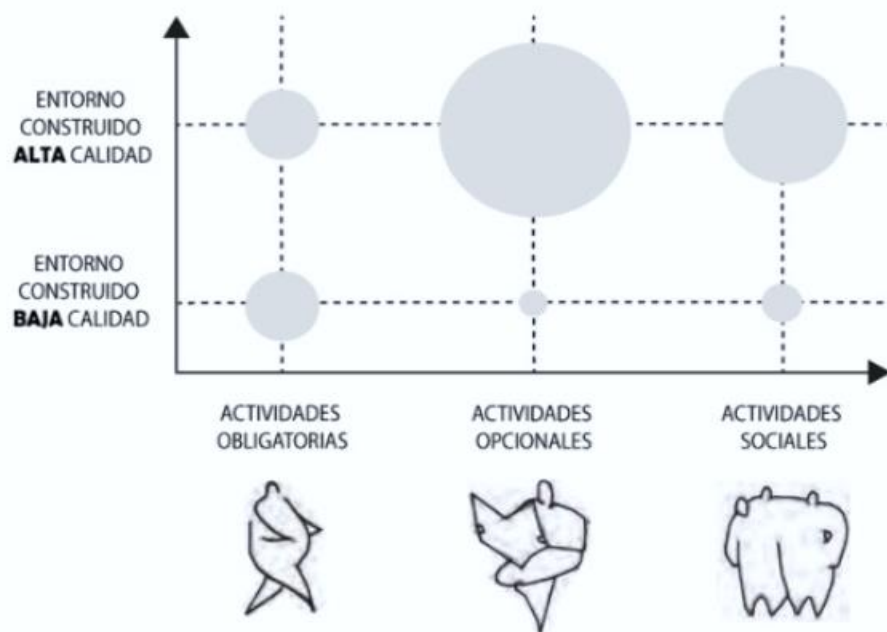 ENTORNO
CONSTRUIDO
ALTA CALIDAD
ENTORNO
CONSTRUIDO
BAJA CALIDAD
ACTIVIDADES
OBLIGATORIAS
ACTIVIDADES
OPCIONALES
ACTIVIDADES
SOCIALES